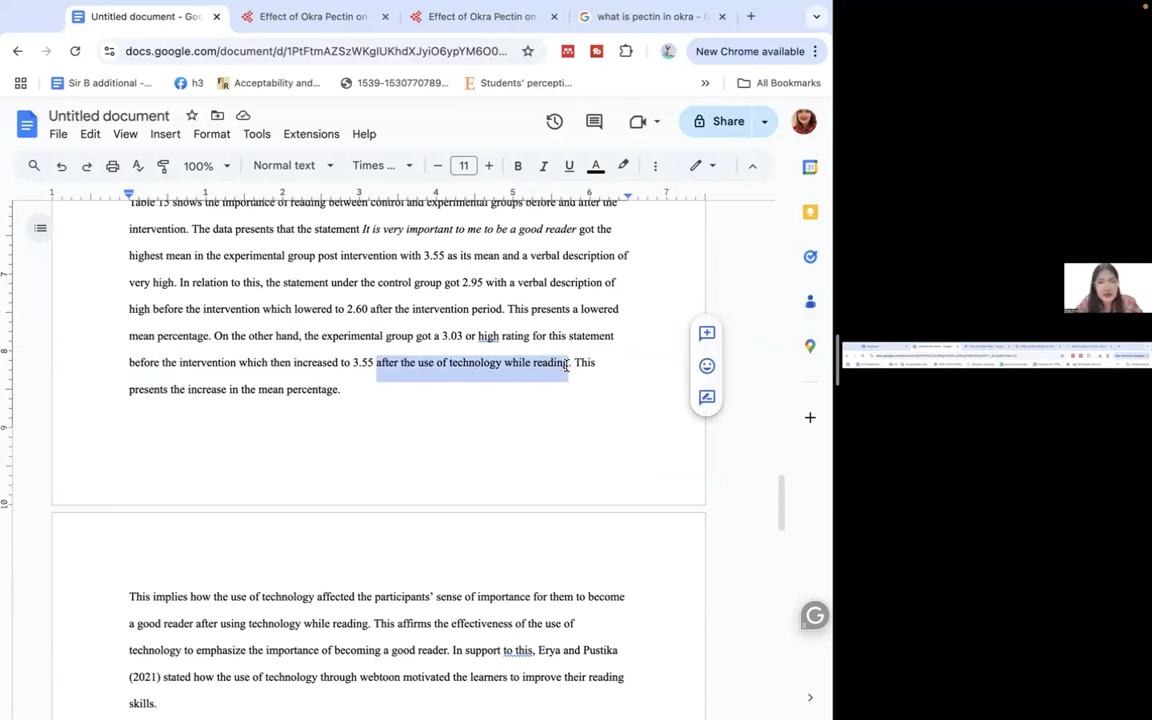 Untitled document - Goo
Effect of Okra Pectin on
Effect of Okra Pectin on
what is pectin in okra - G
docs.google.com/document/d/1PtFtmAZSzWKglUKhdXJyiO6ypYM6O0...
New Chrome available
Sir B additional -...
h3
Acceptability and...
1539-1530770789...
Students' percepti...
All Bookmarks
Untitled document
File Edit View Insert Format Tools Extensions Help
Share
100%
Normal text
Times ...
11
1 1 2 3 4 5 6 7
Table 15 shows the importance of reading between control and experimental groups before and after the
intervention. The data presents that the statement It is very important to me to be a good reader got the
highest mean in the experimental group post intervention with 3.55 as its mean and a verbal description of
very high. In relation to this, the statement under the control group got 2.95 with a verbal description of
high before the intervention which lowered to 2.60 after the intervention period. This presents a lowered
mean percentage. On the other hand, the experimental group got a 3.03 or high rating for this statement
before the intervention which then increased to 3.55 after the use of technology while reading. This
presents the increase in the mean percentage.
This implies how the use of technology affected the participants' sense of importance for them to become
a good reader after using technology while reading. This affirms the effectiveness of the use of
technology to emphasize the importance of becoming a good reader. In support to this, Erya and Pustika
(2021) stated how the use of technology through webtoon motivated the learners to improve their reading
skills.